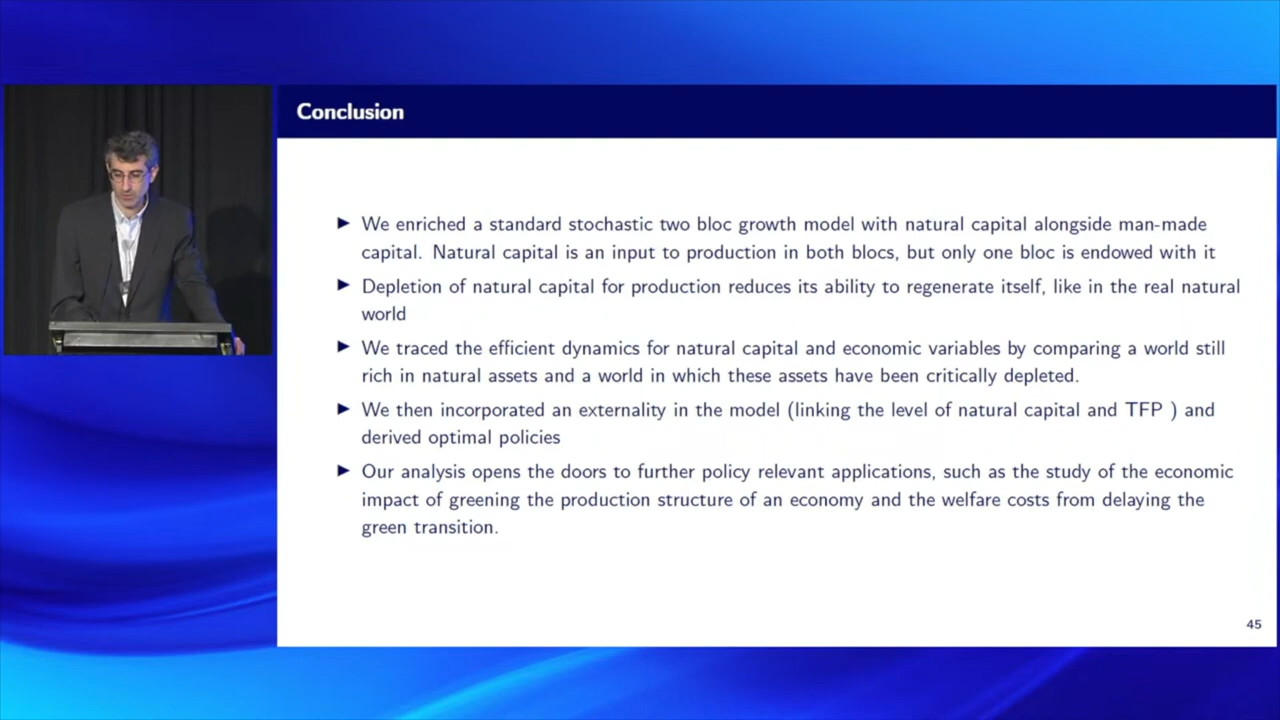 Conclusion
We enriched a standard stochastic two bloc growth model with natural capital alongside man-made
capital. Natural capital is an input to production in both blocs, but only one bloc is endowed with it
Depletion of natural capital for production reduces its ability to regenerate itself, like in the real natural
world
We traced the efficient dynamics for natural capital and economic variables by comparing a world still
rich in natural assets and a world in which these assets have been critically depleted.
We then incorporated an externality in the model (linking the level of natural capital and TFP ) and
derived optimal policies
Our analysis opens the doors to further policy relevant applications, such as the study of the economic
impact of greening the production structure of an economy and the welfare costs from delaying the
green transition.
45